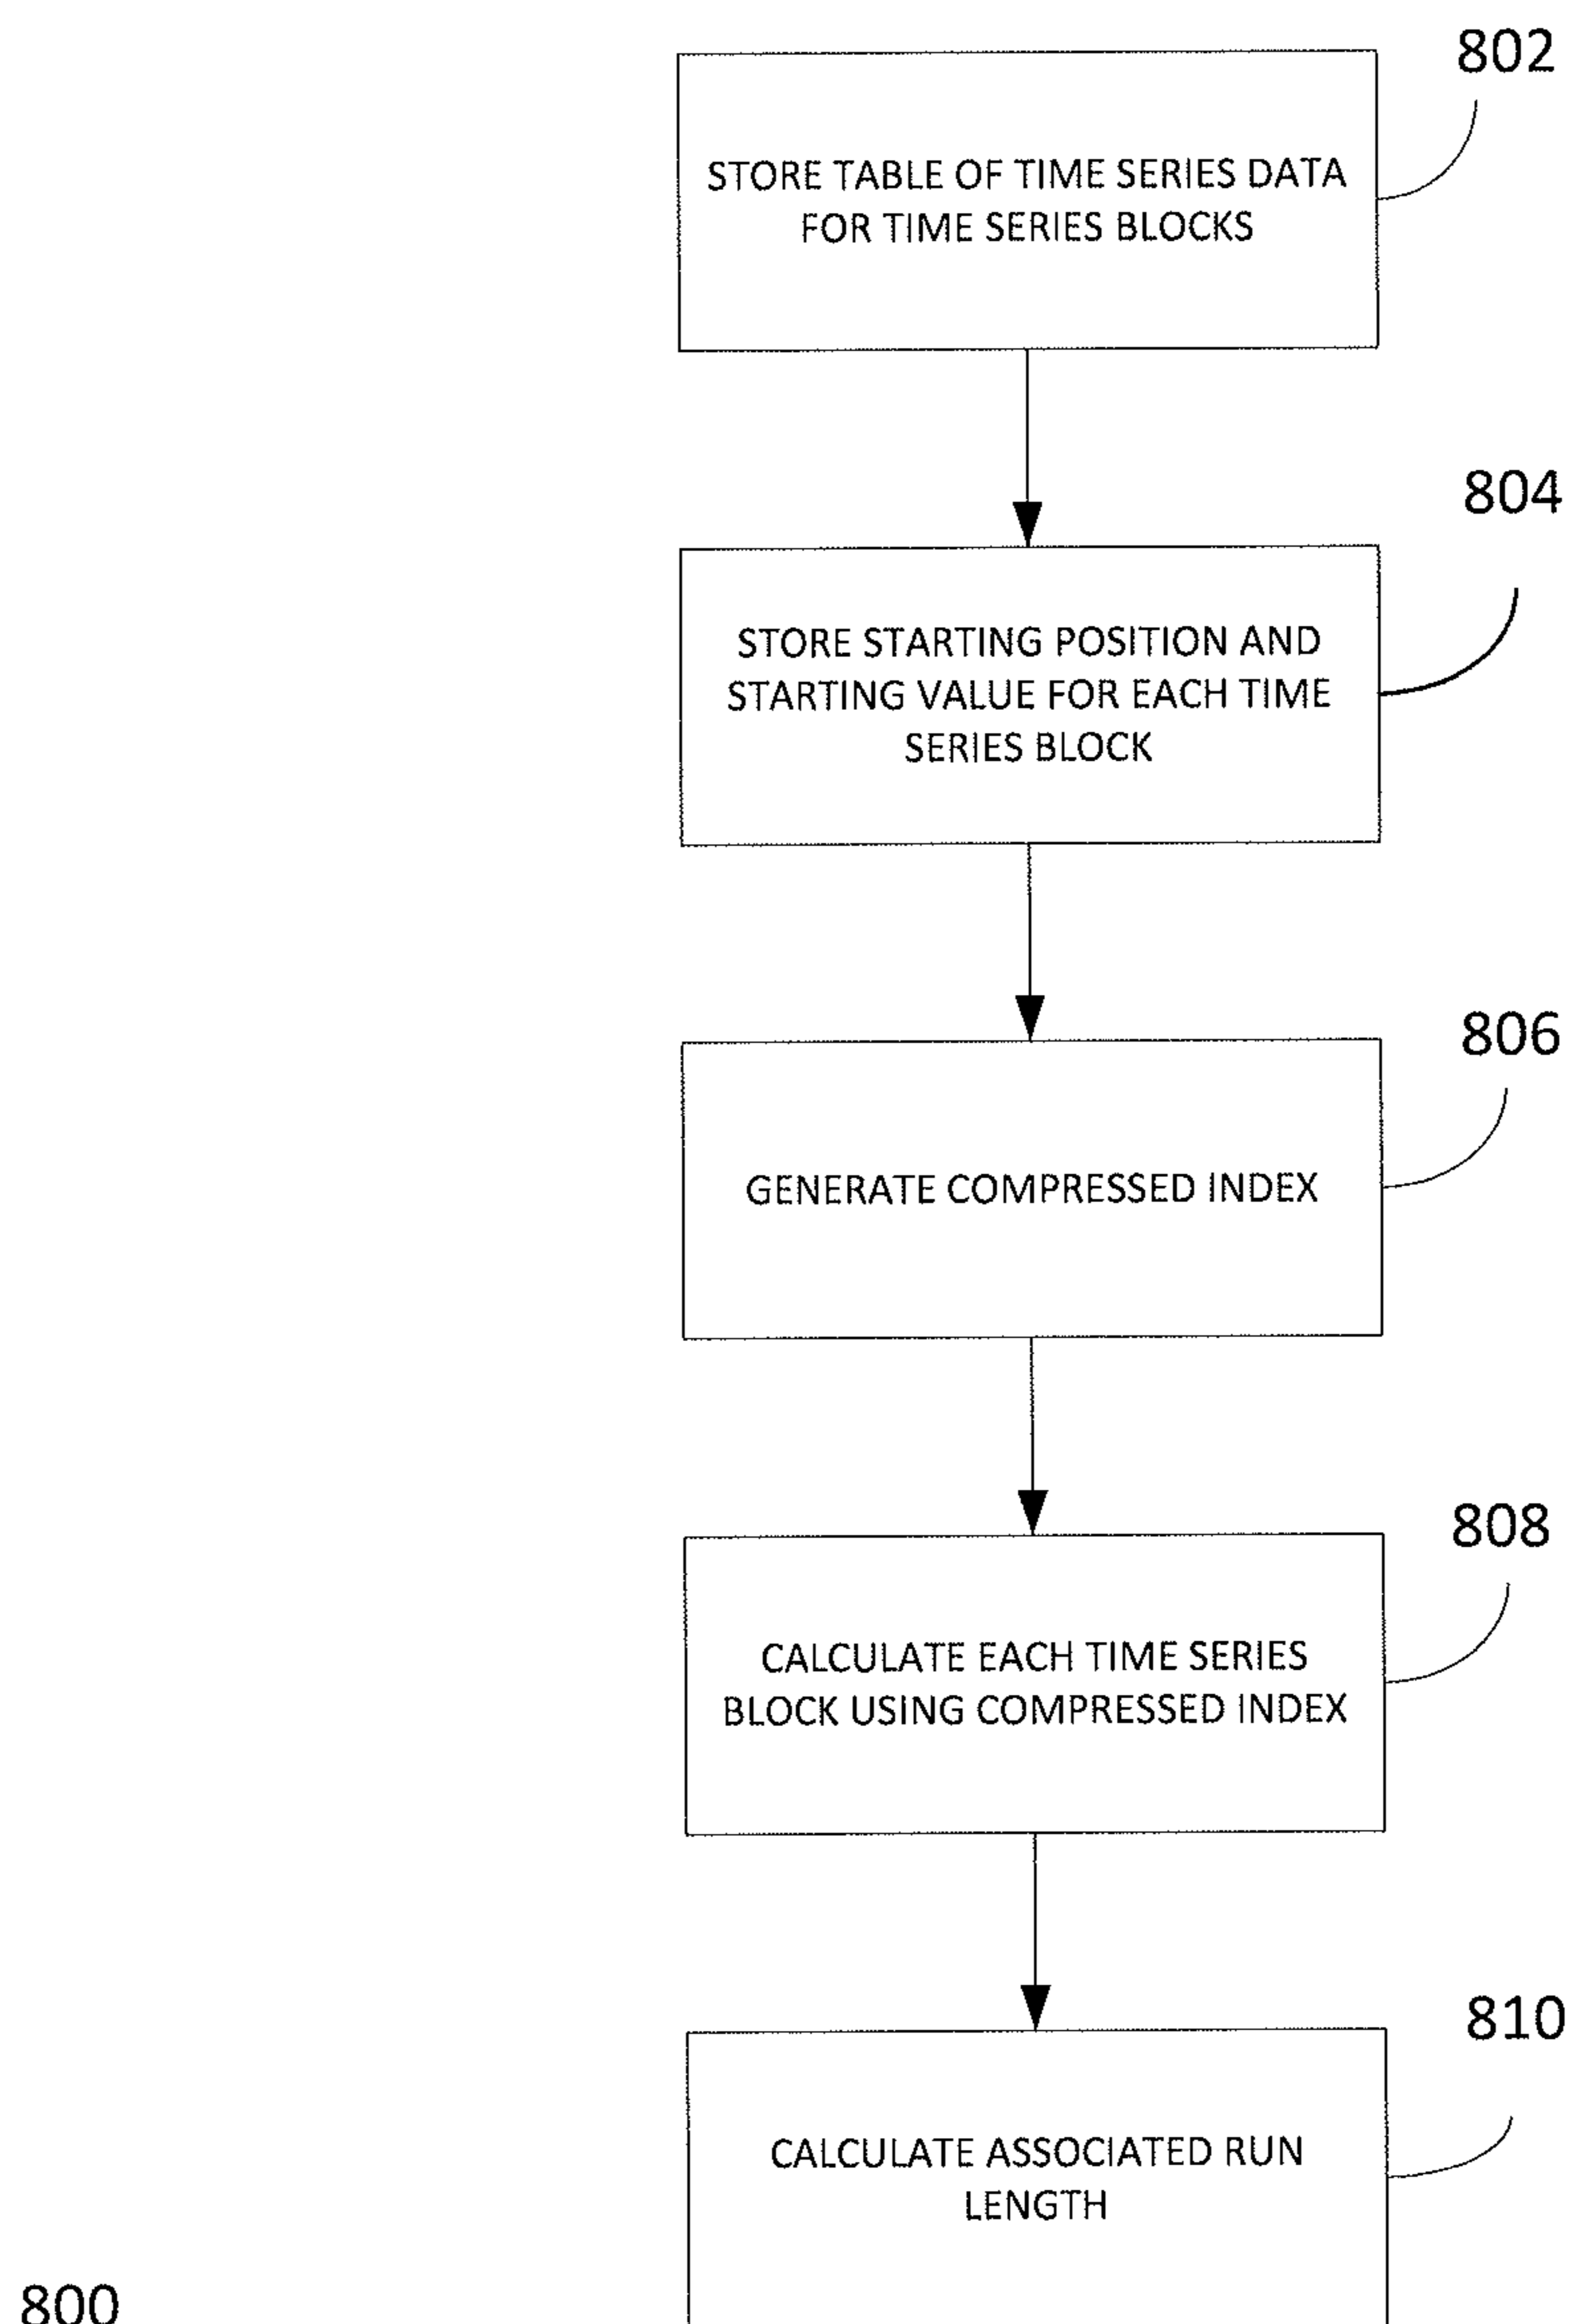 802
STORE TABLE OF TIME SERIES DATA
FOR TIME SERIES BLOCKS
804
STORE STARTING POSITION AND
STARTING VALUE FOR EACH TIME
SERIES BLOCK
806
GENERATE COMPRESSED INDEX
808
CALCULATE EACH TIME SERIES
BLOCK USING COMPRESSED INDEX
810
CALCULATE ASSOCIATED RUN
LENGTH
800